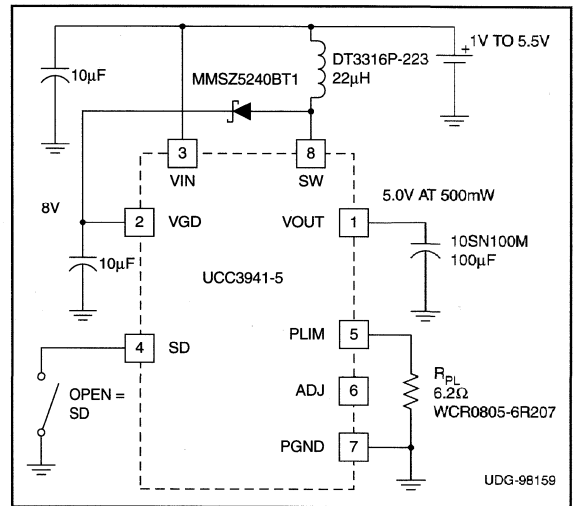 1V TO 5.5V
+
DT3316P-223
22µH
10µF
MMSZ5240BT1
3
8
VIN
SW
8V
5.0V AT 500mW
2
VGD
VOUT
1
10SN100M
100µF
10µF
UCC3941-5
4
SD
PLIM
5
OPEN =
SD
ADJ
6
RPL
6.2Ω
WCR0805-6R207
PGND
7
UDG-98159